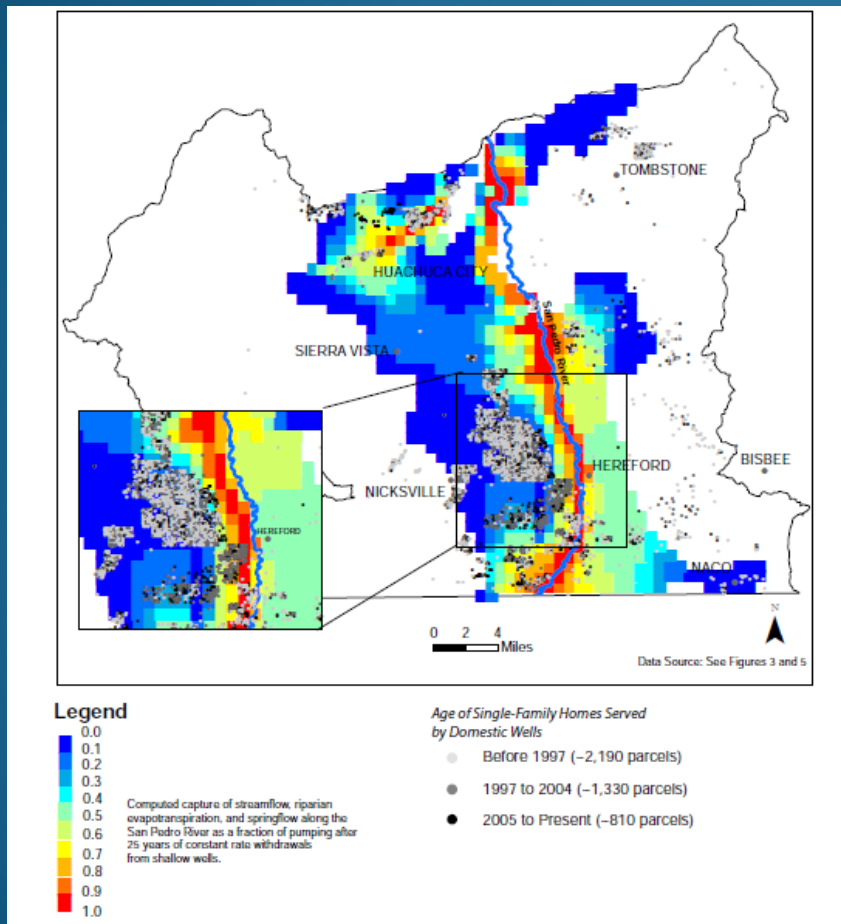 TOMBSTONE
HUACHUCA CITY
San Pedro River
SIERRA VISTA
HEREFORD
BISBEE
NICKSVILLE
HEREFORD
NACO
N
0 2 4
Miles
Data Source: See Figures 3 and 5
Legend
0.0
0.1
0.2
0.3
0.4
0.5
0.6
0.7
0.8
0.9
1.0
Computed capture of streamflow, riparian
evapotranspiration, and springflow along the
San Pedro River as a fraction of pumping after
25 years of constant rate withdrawals
from shallow wells.
Age of Single-Family Homes Served
by Domestic Wells
Before 1997 (~2,190 parcels)
1997 to 2004 (~1,330 parcels)
2005 to Present (~810 parcels)